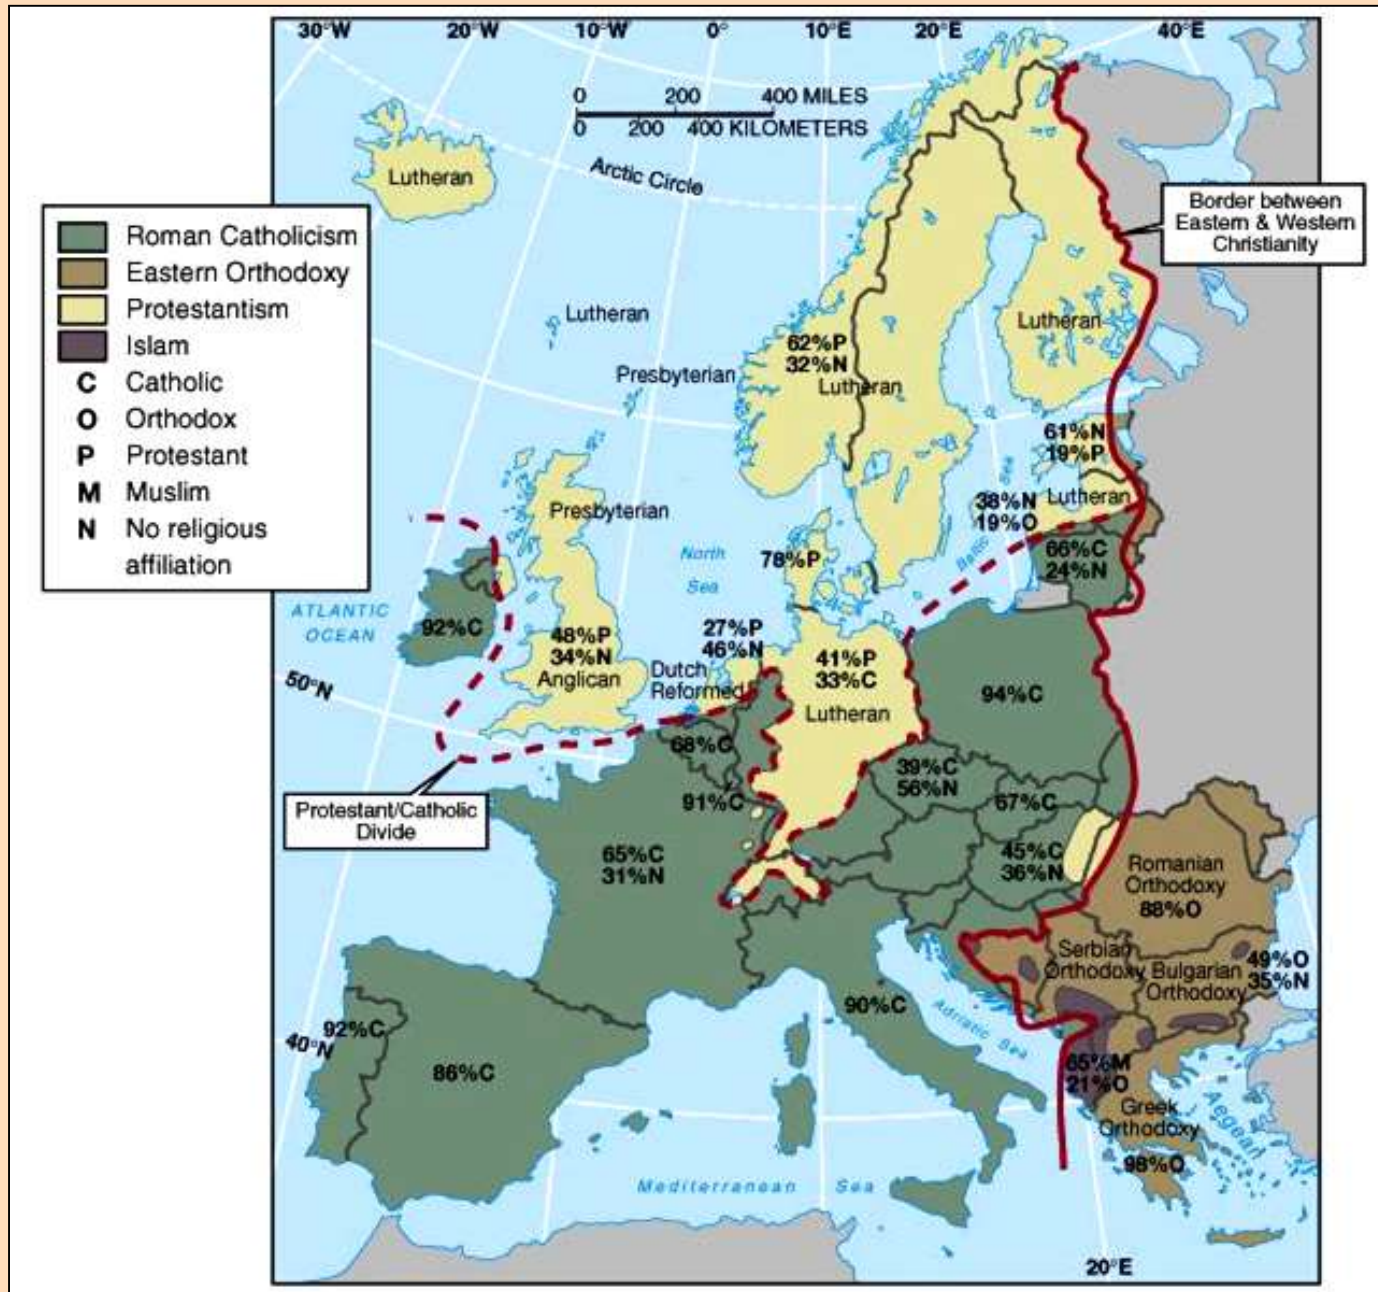 30°W
20°W
10°W
0°
10°E
20°E
40°E
0 200 400 MILES
0 200 400 KILOMETERS
Arctic Circle
Lutheran
Border between
Eastern & Western
Christianity
Roman Catholicism
Eastern Orthodoxy
Protestantism
Islam
C Catholic
O Orthodox
P Protestant
M Muslim
N No religious
affiliation
Lutheran
Lutheran
62%P
32%N
Lutheran
Presbyterian
61%N
19%P
Lutheran
38%N
19%O
Baltic Sea
Presbyterian
North
Sea
78%P
66%C
24%N
ATLANTIC
OCEAN
92%C
48%P
34%N
Anglican
27%P
46%N
Dutch
Reformed
41%P
33%C
Lutheran
94%C
50°N
68%C
39%C
56%N
91%C
67%C
Protestant/Catholic
Divide
65%C
31%N
45%C
36%N
Romanian
Orthodoxy
88%O
Serbian
Orthodoxy
Bulgarian
Orthodoxy
49%O
35%N
90%C
Adriatic Sea
92%C
40°N
86%C
65%M
21%O
Greek
Orthodoxy
98%O
Aegean
Mediterranean Sea
20°E